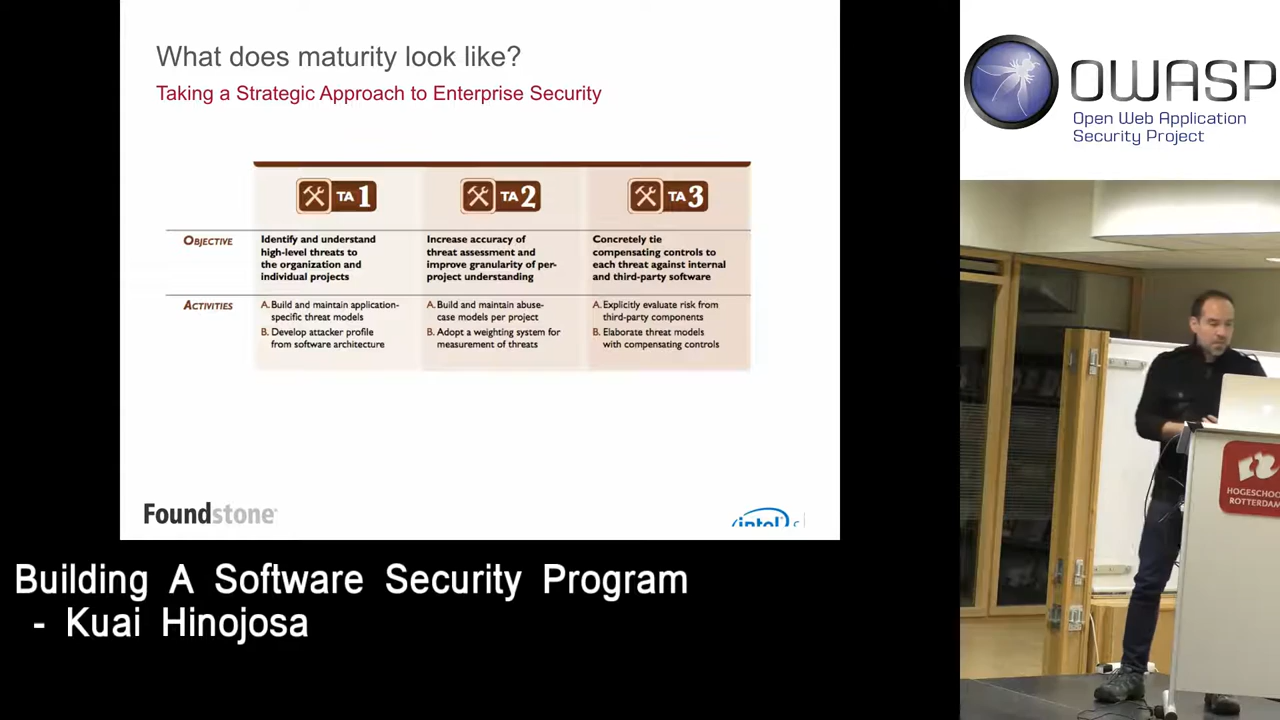 What does maturity look like?
Taking a Strategic Approach to Enterprise Security
TA 1
TA 2
TA 3
OBJECTIVE
Identify and understand
high-level threats to
the organization and
individual projects
Increase accuracy of
threat assessment and
improve granularity of per-
project understanding
Concretely tie
compensating controls to
each threat against internal
and third-party software
ACTIVITIES
A. Build and maintain application-
specific threat models
B. Develop attacker profile
from software architecture
A. Build and maintain abuse-
case models per project
B. Adopt a weighting system for
measurement of threats
A. Explicitly evaluate risk from
third-party components
B. Elaborate threat models
with compensating controls
Foundstone
intel
Building A Software Security Program
- Kuai Hinojosa
OWASP
Open Web Application
Security Project
HOGESCHOO
ROTTERDAM